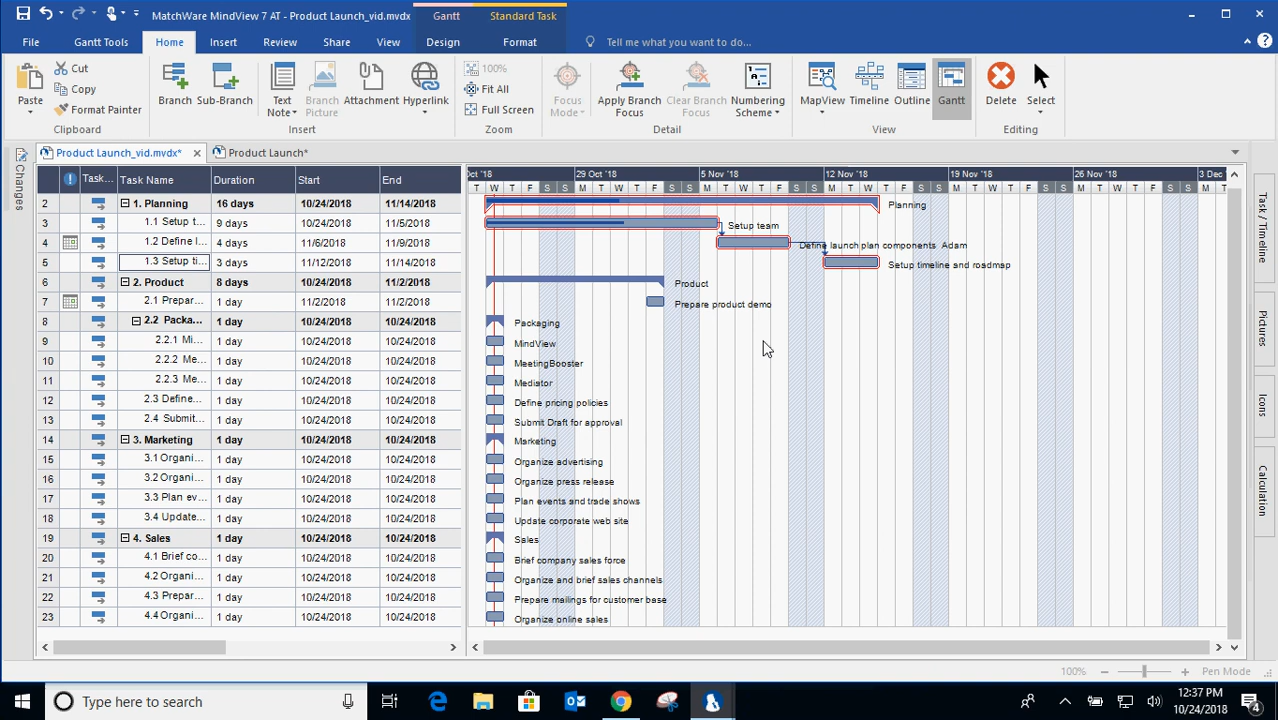 MatchWare MindView 7 AT - Product Launch_vid.mvdx
Gantt
Standard Task
File
Gantt Tools
Home
Insert
Review
Share
View
Design
Format
Tell me what you want to do...
Paste
Cut
Copy
Format Painter
Clipboard
Branch
Sub-Branch
Text Note
Branch Picture
Attachment
Hyperlink
Insert
100%
Fit All
Full Screen
Zoom
Focus Mode
Apply Branch Focus
Clear Branch Focus
Numbering Scheme
Detail
MapView
Timeline
Outline
Gantt
View
Delete
Select
Editing
Changes
Product Launch_vid.mvdx*
Product Launch*
Task... Task Name Duration Start End
2 1. Planning 16 days 10/24/2018 11/14/2018
3 1.1 Setup t... 9 days 10/24/2018 11/5/2018
4 1.2 Define l... 4 days 11/6/2018 11/9/2018
5 1.3 Setup ti... 3 days 11/12/2018 11/14/2018
6 2. Product 8 days 10/24/2018 11/2/2018
7 2.1 Prepar... 1 day 11/2/2018 11/2/2018
8 2.2 Packa... 1 day 10/24/2018 10/24/2018
9 2.2.1 Mi... 1 day 10/24/2018 10/24/2018
10 2.2.2 Me... 1 day 10/24/2018 10/24/2018
11 2.2.3 Me... 1 day 10/24/2018 10/24/2018
12 2.3 Define... 1 day 10/24/2018 10/24/2018
13 2.4 Submit... 1 day 10/24/2018 10/24/2018
14 3. Marketing 1 day 10/24/2018 10/24/2018
15 3.1 Organi... 1 day 10/24/2018 10/24/2018
16 3.2 Organi... 1 day 10/24/2018 10/24/2018
17 3.3 Plan ev... 1 day 10/24/2018 10/24/2018
18 3.4 Update... 1 day 10/24/2018 10/24/2018
19 4. Sales 1 day 10/24/2018 10/24/2018
20 4.1 Brief co... 1 day 10/24/2018 10/24/2018
21 4.2 Organi... 1 day 10/24/2018 10/24/2018
22 4.3 Prepar... 1 day 10/24/2018 10/24/2018
23 4.4 Organi... 1 day 10/24/2018 10/24/2018
Oct '18 29 Oct '18 5 Nov '18 12 Nov '18 19 Nov '18 26 Nov '18 3 Dec
T W T F S S M T W T F S S M T W T F S S M T W T F S S M T W T F S S M T W T F S S M T
Planning
Setup team
Define launch plan components Adam
Setup timeline and roadmap
Product
Prepare product demo
Packaging
MindView
MeetingBooster
Mediator
Define pricing policies
Submit Draft for approval
Marketing
Organize advertising
Organize press release
Plan events and trade shows
Update corporate web site
Sales
Brief company sales force
Organize and brief sales channels
Prepare mailings for customer base
Organize online sales
Task / Timeline
Pictures
Icons
Calculation
100%
Pen Mode
Type here to search
12:37 PM
10/24/2018
4